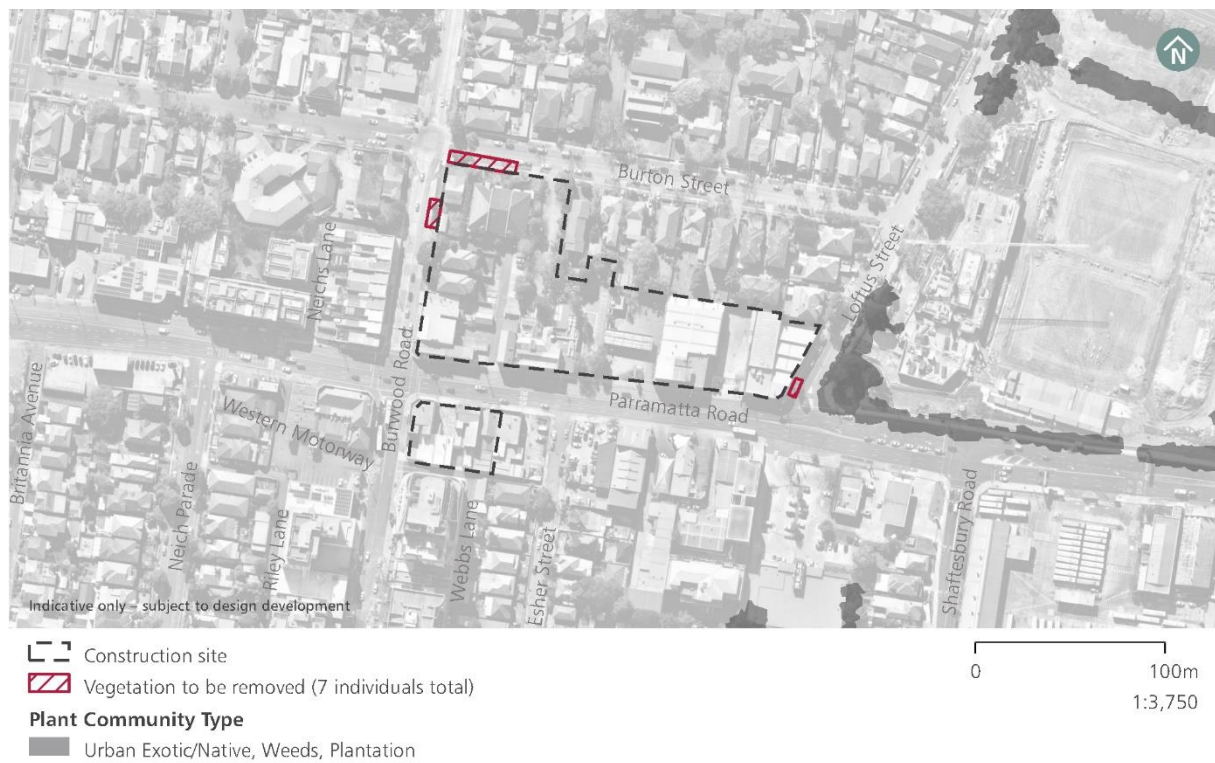 N
Burton Street
Neichs Lane
Loftus Street
Burwood Road
Parramatta Road
Britannia Avenue
Western Motorway
Neich Parade
Riley Lane
Webbs Lane
Esher Street
Shaftesbury Road
Indicative only – subject to design development
Construction site
Vegetation to be removed (7 individuals total)
Plant Community Type
Urban Exotic/Native, Weeds, Plantation
0 100m
1:3,750